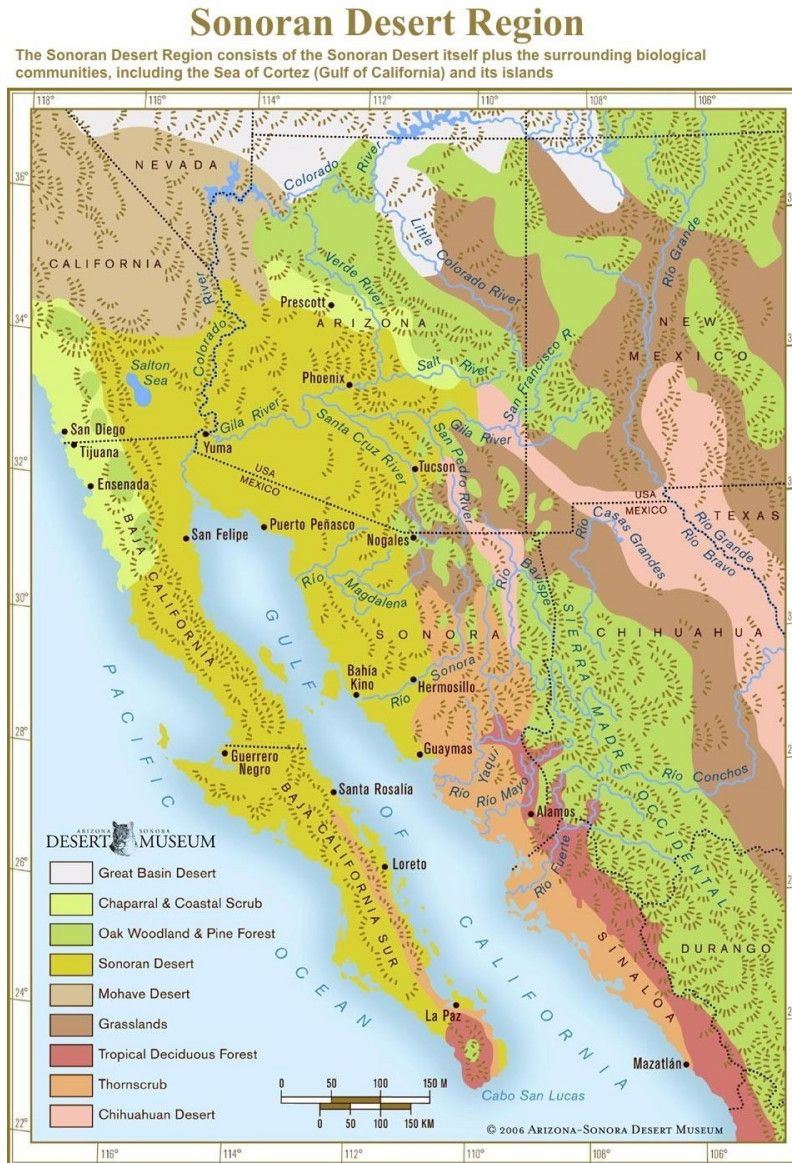 Sonoran Desert Region
The Sonoran Desert Region consists of the Sonoran Desert itself plus the surrounding biological
communities, including the Sea of Cortez (Gulf of California) and its islands
118°
116°
114°
112°
110°
108°
106°
36°
34°
32°
30°
28°
26°
24°
22°
NEVADA
CALIFORNIA
Colorado
River
Little
Colorado River
Verde River
Rio Grande
Colorado
River
Prescott
ARIZONA
NEW
MEXICO
Salton
Sea
Phoenix
Salt River
San Francisco R.
Gila River
Santa Cruz River
San Pedro River
Gila River
San Diego
Tijuana
Yuma
Tucson
Ensenada
USA
MEXICO
USA
MEXICO
TEXAS
San Felipe
Puerto Peñasco
Nogales
Río
Casas Grandes
Rio Grande
Rio Bravo
BAJA CALIFORNIA
Río
Magdalena
Río
Bavispe
GULF
SONORA
CHIHUAHUA
SIERRA
MADRE
OCCIDENTAL
Bahía
Kino
Río Sonora
Hermosillo
PACIFIC
Guerrero
Negro
Guaymas
Río
Yaqui
Río Mayo
Río Conchos
Santa Rosalía
Alamos
OF
BAJA CALIFORNIA SUR
Loreto
Río Fuerte
DURANGO
SINALOA
CALIFORNIA
OCEAN
La Paz
Mazatlán
Cabo San Lucas
ARIZONA SONORA
DESERT MUSEUM
Great Basin Desert
Chaparral & Coastal Scrub
Oak Woodland & Pine Forest
Sonoran Desert
Mohave Desert
Grasslands
Tropical Deciduous Forest
Thornscrub
Chihuahuan Desert
0 50 100 150 M
0 50 100 150 KM
© 2006 ARIZONA-SONORA DESERT MUSEUM
116°
114°
112°
110°
108°
106°